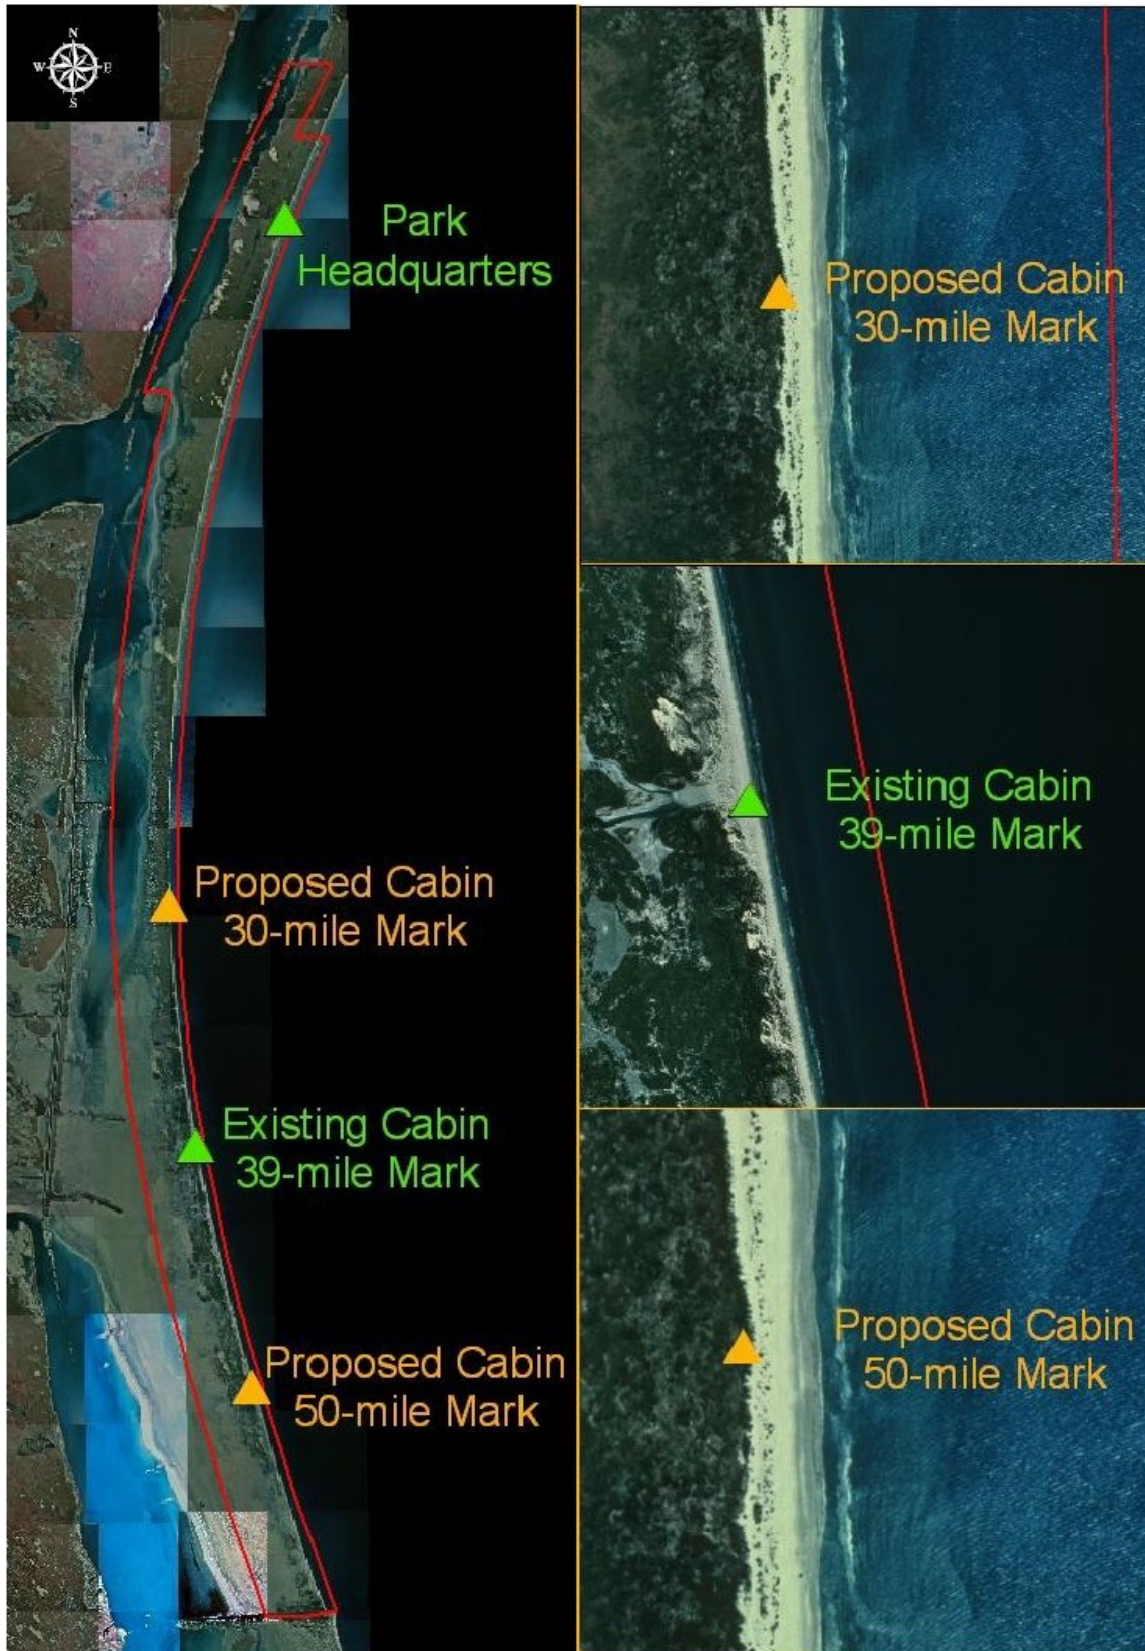 N
W E
S
Park
Headquarters
Proposed Cabin
30-mile Mark
Existing Cabin
39-mile Mark
Proposed Cabin
50-mile Mark
Proposed Cabin
30-mile Mark
Existing Cabin
39-mile Mark
Proposed Cabin
50-mile Mark